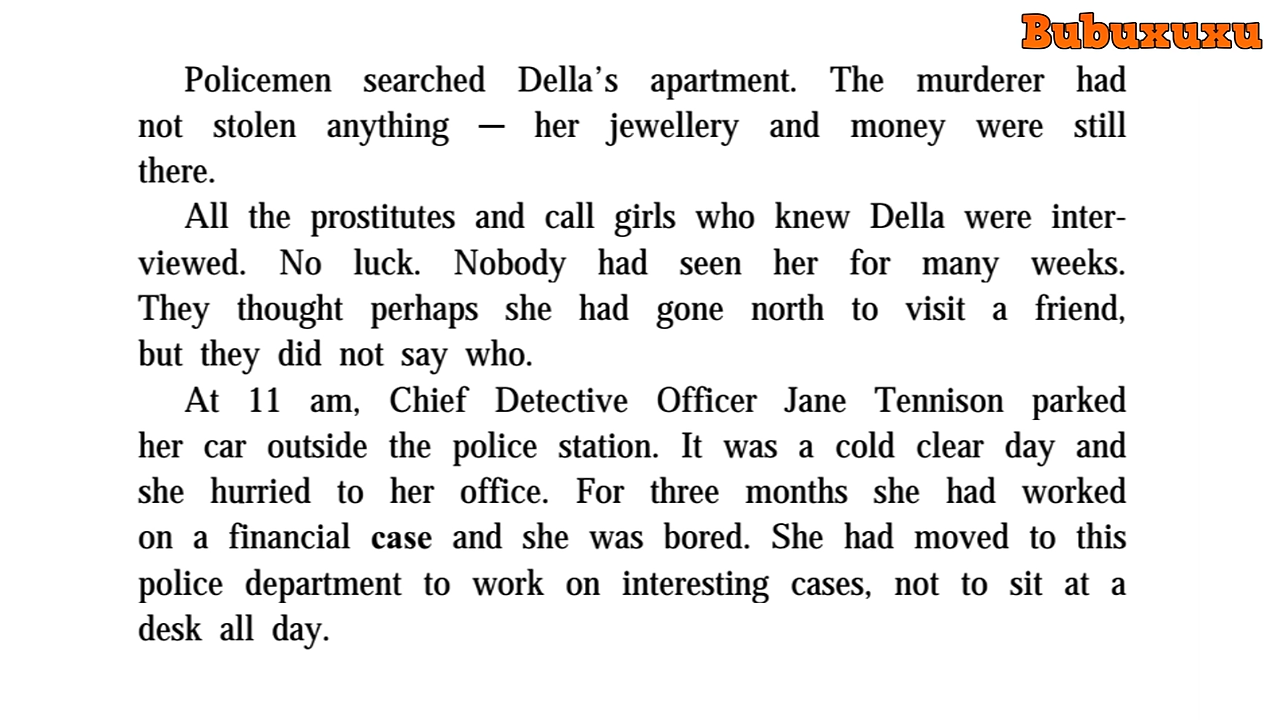 Bubuxuxu
Policemen searched Della’s apartment. The murderer had
not stolen anything — her jewellery and money were still
there.
All the prostitutes and call girls who knew Della were inter-
viewed. No luck. Nobody had seen her for many weeks.
They thought perhaps she had gone north to visit a friend,
but they did not say who.
At 11 am, Chief Detective Officer Jane Tennison parked
her car outside the police station. It was a cold clear day and
she hurried to her office. For three months she had worked
on a financial case and she was bored. She had moved to this
police department to work on interesting cases, not to sit at a
desk all day.